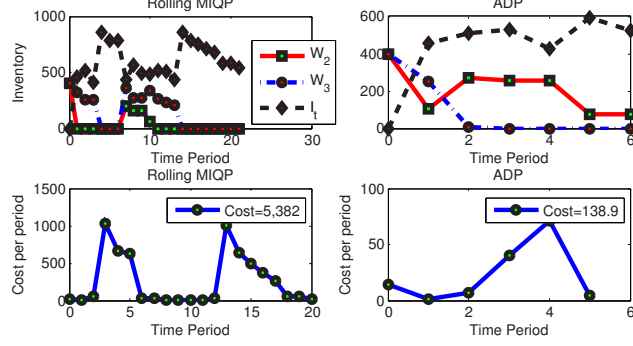 Rolling MIQP
ADP
Inventory
1000
500
0
0
10
20
30
Time Period
W_2
W_3
I_t
600
400
200
0
0
2
4
6
Time Period
Rolling MIQP
ADP
Cost per period
1500
1000
500
0
0
5
10
15
20
Time Period
Cost=5,382
Cost per period
100
50
0
0
2
4
6
Time Period
Cost=138.9